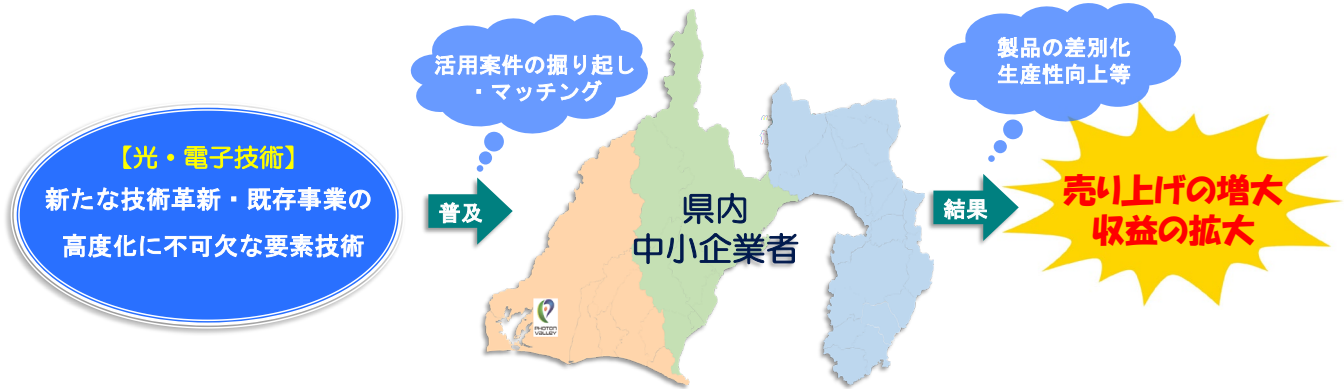 【光・電子技術】
新たな技術革新・既存事業の
高度化に不可欠な要素技術
活用案件の掘り起し
・マッチング
普及
県内
中小企業者
PHOTON
VALLEY
結果
製品の差別化
生産性向上等
売り上げの増大
収益の拡大